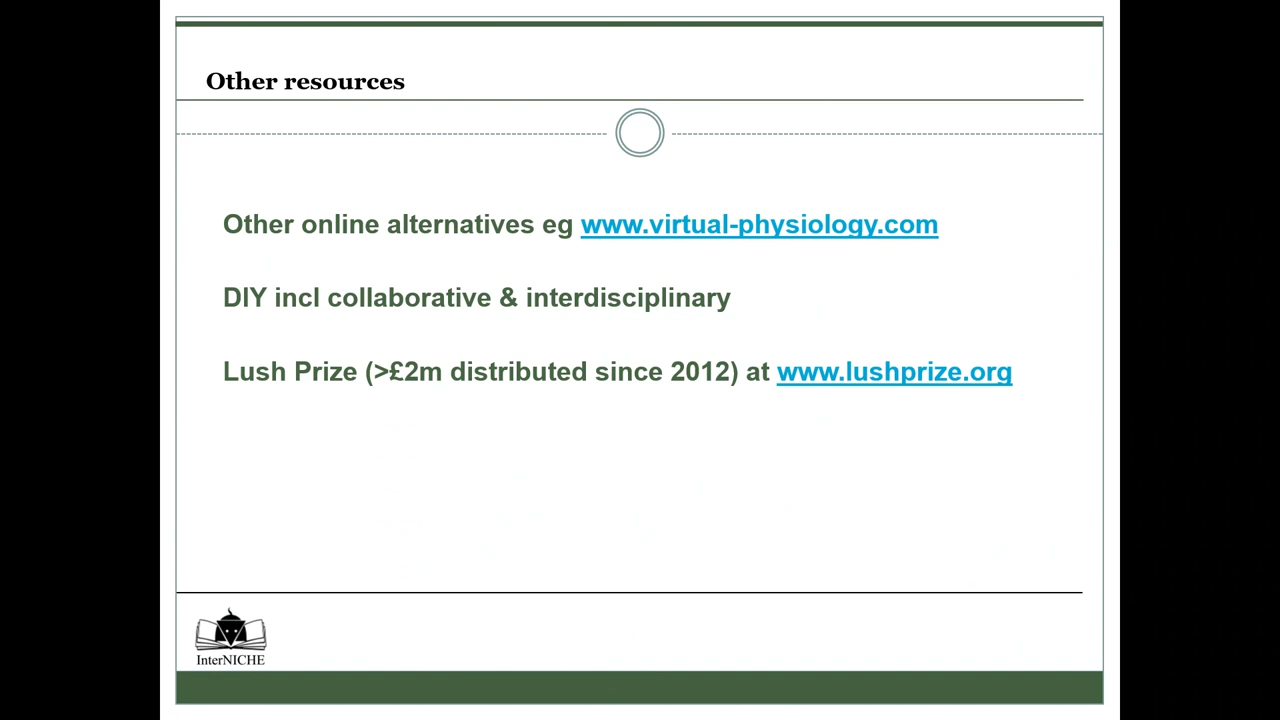 Other resources
Other online alternatives eg www.virtual-physiology.com
DIY incl collaborative & interdisciplinary
Lush Prize (>£2m distributed since 2012) at www.lushprize.org
InterNICHE